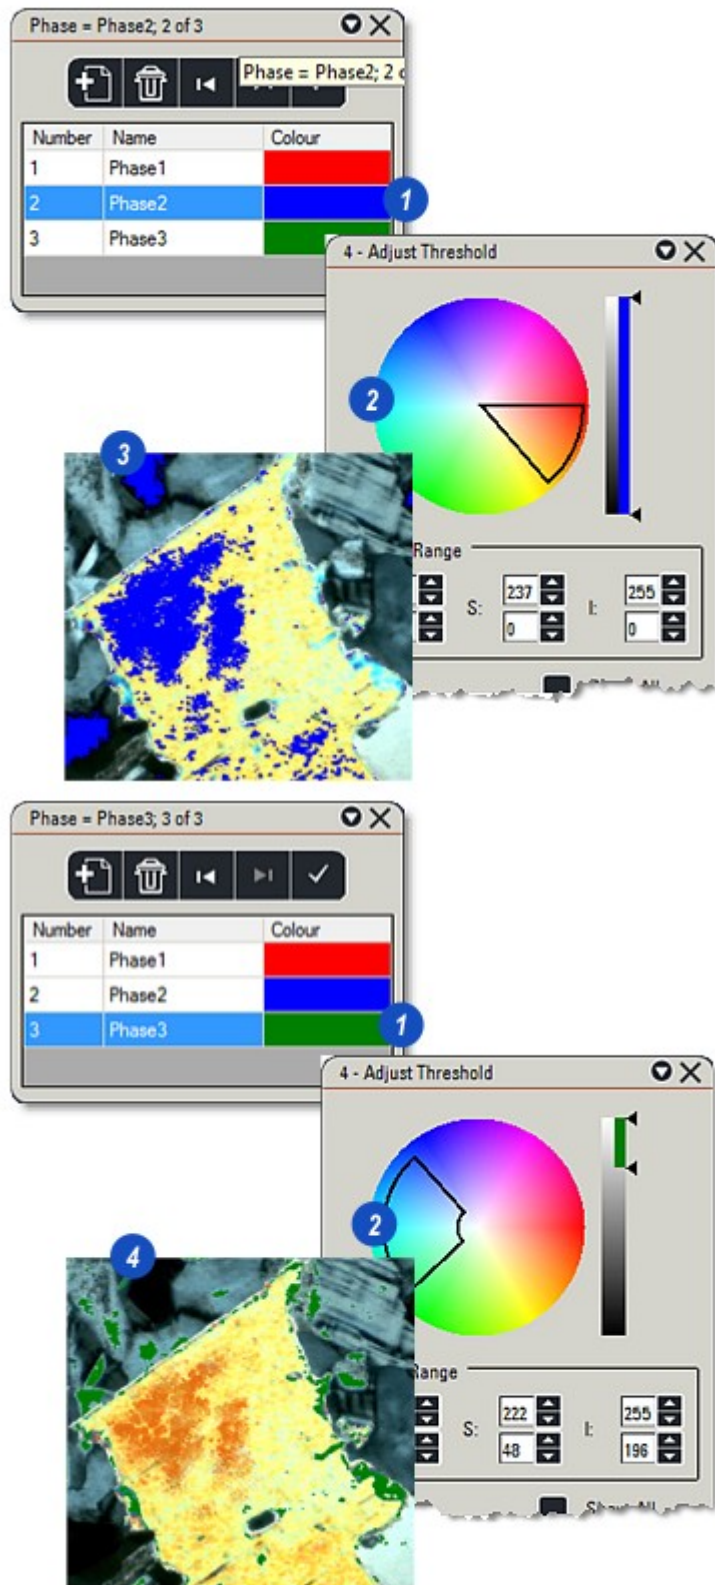 Phase = Phase2; 2 of 3
Phase = Phase2; 2 o
Number Name Colour
1 Phase1
2 Phase2
1
3 Phase3
4 - Adjust Threshold
2
3
Range
S: 237 I: 255
0 0
Phase = Phase3; 3 of 3
Number Name Colour
1 Phase1
2 Phase2
3 Phase3
1
4 - Adjust Threshold
2
4
Range
S: 222 I: 255
48 196